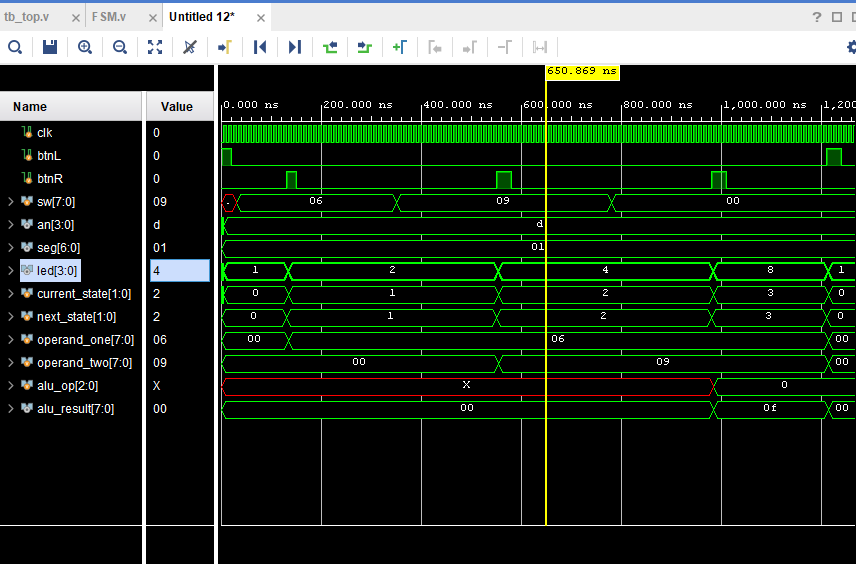 tb_top.v × FSM.v × Untitled 12* ×
? 
650.869 ns
Name Value
0.000 ns 200.000 ns 400.000 ns 600.000 ns 800.000 ns 1,000.000 ns 1,200
clk 0
btnL 0
btnR 0
sw[7:0] 09 06 09 00
an[3:0] d d
seg[6:0] 01 01
led[3:0] 4 1 2 4 8 1
current_state[1:0] 2 0 1 2 3 0
next_state[1:0] 2 0 1 2 3 0
operand_one[7:0] 06 00 06 00
operand_two[7:0] 09 00 09 00
alu_op[2:0] X X 0
alu_result[7:0] 00 00 0f 00